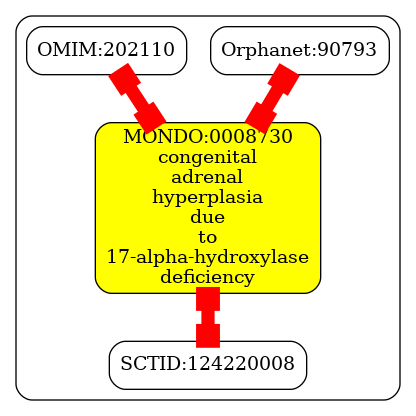 OMIM:202110
Orphanet:90793
MONDO:0008730
congenital
adrenal
hyperplasia
due
to
17-alpha-hydroxylase
deficiency
SCTID:124220008